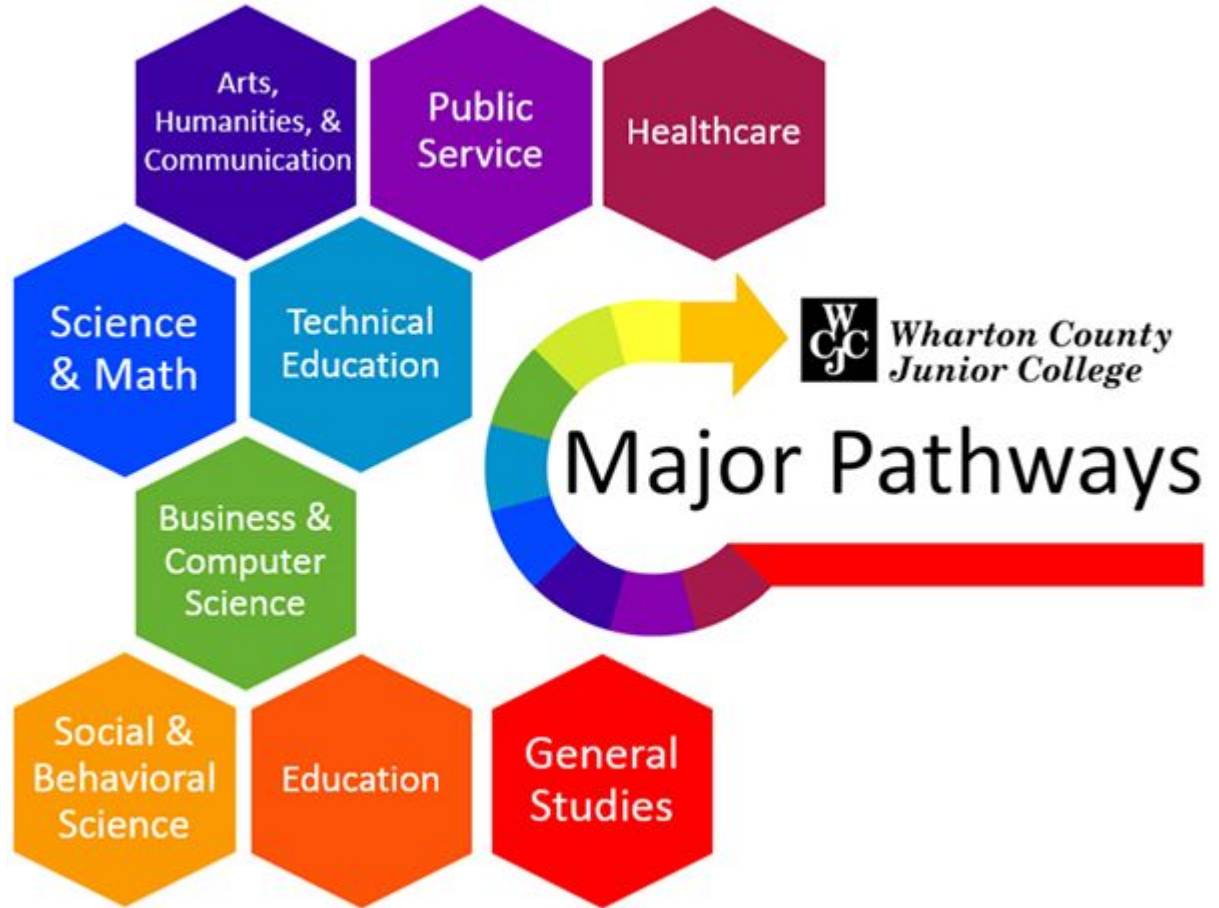 Arts,
Humanities, &
Communication
Public
Service
Healthcare
Science
& Math
Technical
Education
WCJC
Wharton County
Junior College
Major Pathways
Business &
Computer
Science
Social &
Behavioral
Science
Education
General
Studies